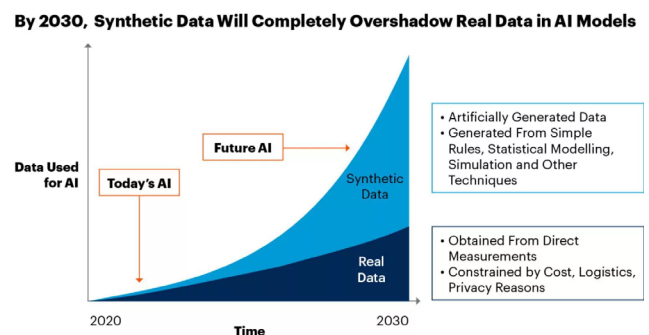 By 2030, Synthetic Data Will Completely Overshadow Real Data in AI Models
Data Used
for AI
Today's AI
Future AI
Synthetic
Data
Real
Data
2020
2030
Time
• Artificially Generated Data
• Generated From Simple
Rules, Statistical Modelling,
Simulation and Other
Techniques
• Obtained From Direct
Measurements
• Constrained by Cost, Logistics,
Privacy Reasons